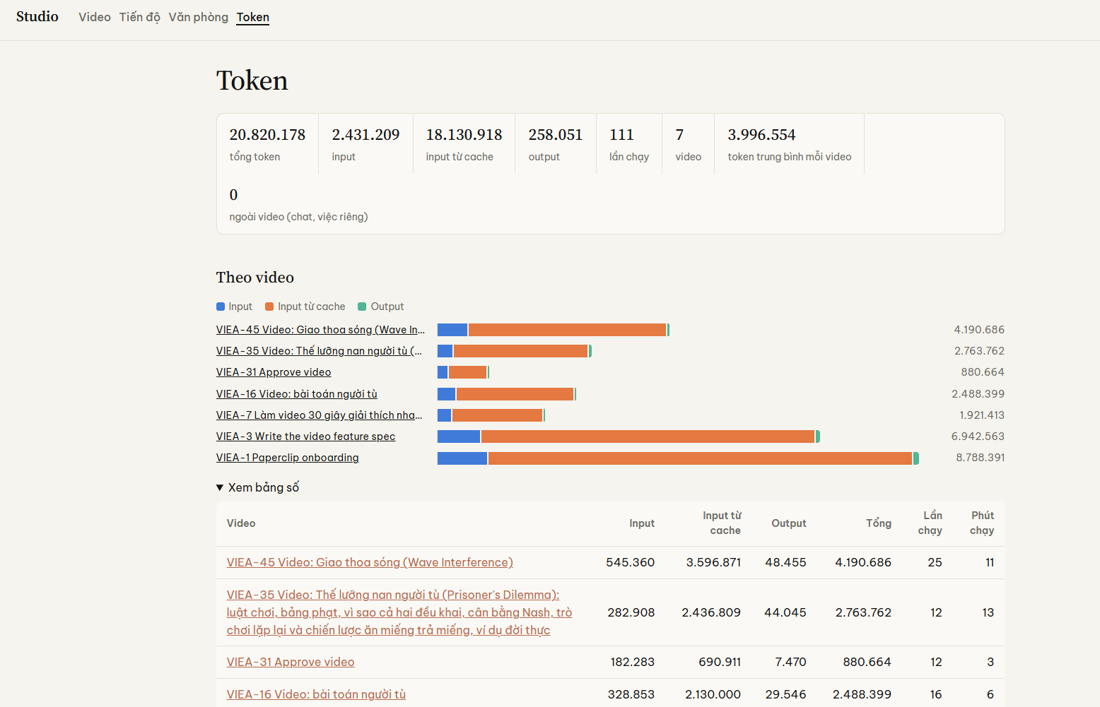 Studio Video Tiến độ Văn phòng Token
Token
20.820.178 2.431.209 18.130.918 258.051 111 7 3.996.554
tổng token input input từ cache output lần chạy video token trung bình mỗi video
0
ngoài video (chat, việc riêng)
Theo video
Input Input từ cache Output
VIEA-45 Video: Giao thoa sóng (Wave In... 4.190.686
VIEA-35 Video: Thế lưỡng nan người tù (... 2.763.762
VIEA-31 Approve video 880.664
VIEA-16 Video: bài toán người tù 2.488.399
VIEA-7 Làm video 30 giây giải thích nha... 1.921.413
VIEA-3 Write the video feature spec 6.942.563
VIEA-1 Paperclip onboarding 8.788.391
▼ Xem bảng số
Video Input Input từ cache Output Tổng Lần chạy Phút chạy
VIEA-45 Video: Giao thoa sóng (Wave Interference) 545.360 3.596.871 48.455 4.190.686 25 11
VIEA-35 Video: Thế lưỡng nan người tù (Prisoner's Dilemma):
luật chơi, bảng phạt, vì sao cả hai đều khai, cân bằng Nash, trò 282.908 2.436.809 44.045 2.763.762 12 13
chơi lặp lại và chiến lược ăn miếng trả miếng, ví dụ đời thực
VIEA-31 Approve video 182.283 690.911 7.470 880.664 12 3
VIEA-16 Video: bài toán người tù 328.853 2.130.000 29.546 2.488.399 16 6